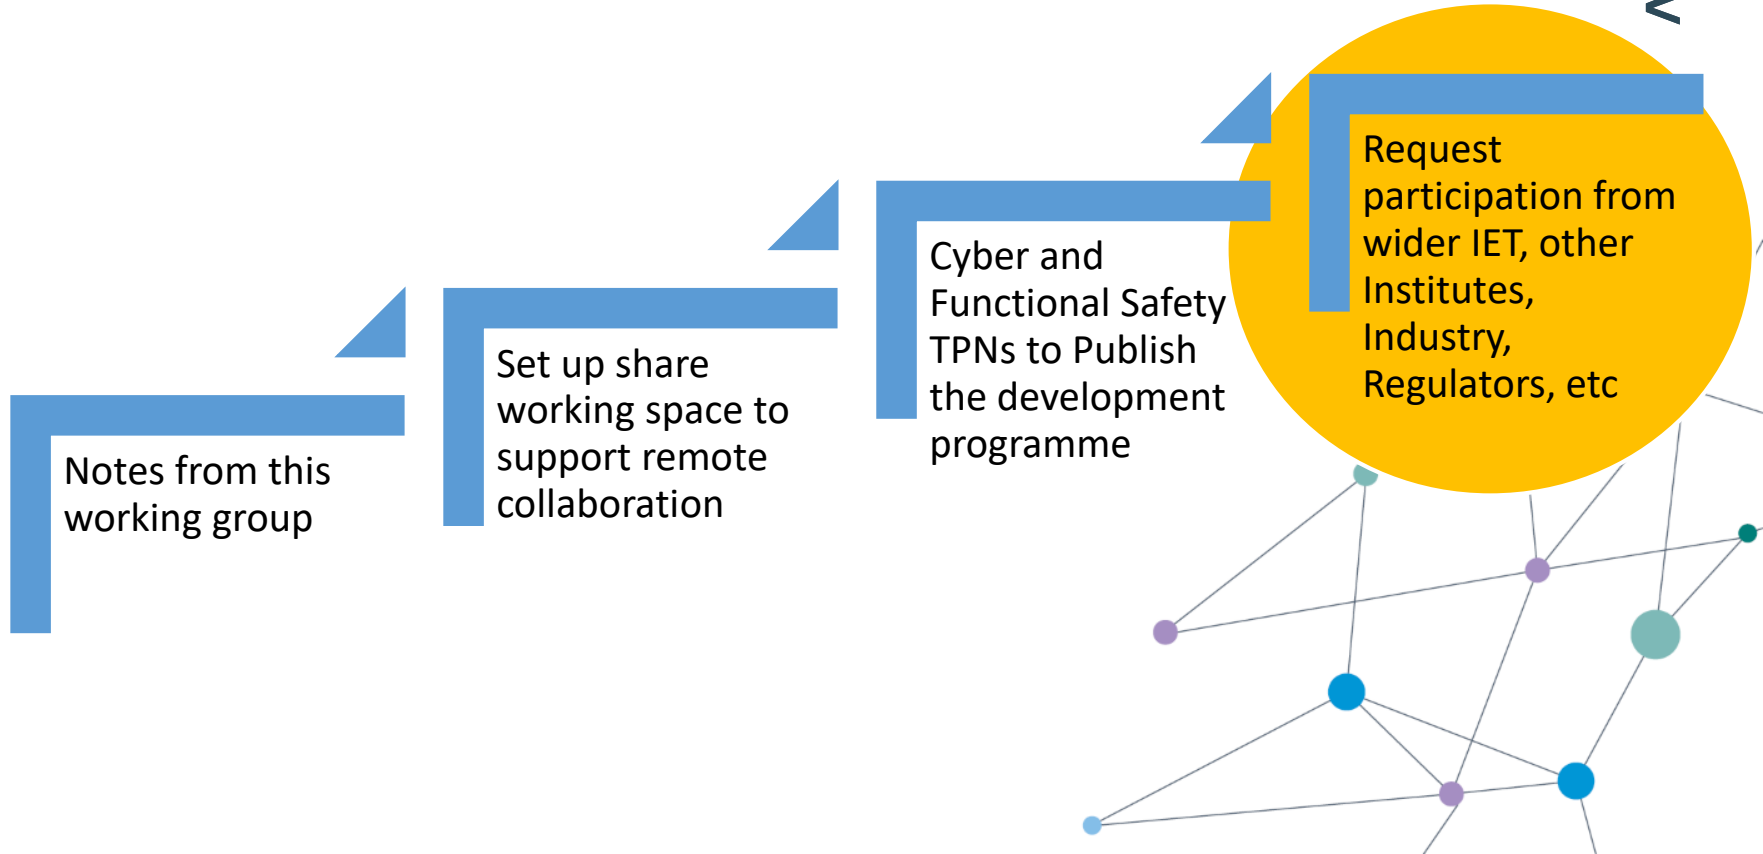 Notes from this
working group
Set up share
working space to
support remote
collaboration
Cyber and
Functional Safety
TPNs to Publish
the development
programme
Request
participation from
wider IET, other
Institutes,
Industry,
Regulators, etc